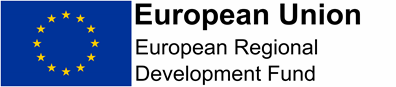 European Union
European Regional
Development Fund